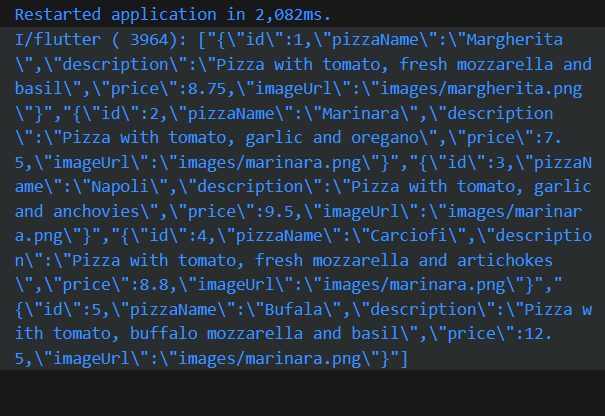 Restarted application in 2,082ms.
I/flutter ( 3964): ["{\"id\":1,\"pizzaName\":\"Margherita
\",\"description\":\"Pizza with tomato, fresh mozzarella and
basil\",\"price\":8.75,\"imageUrl\":\"images/margherita.png
\"}","{\"id\":2,\"pizzaName\":\"Marinara\",\"description
\":\"Pizza with tomato, garlic and oregano\",\"price\":7.
5,\"imageUrl\":\"images/marinara.png\"}","{\"id\":3,\"pizzaN
ame\":\"Napoli\",\"description\":\"Pizza with tomato, garlic
and anchovies\",\"price\":9.5,\"imageUrl\":\"images/marinar
a.png\"}","{\"id\":4,\"pizzaName\":\"Carciofi\",\"descriptio
n\":\"Pizza with tomato, fresh mozzarella and artichokes
\",\"price\":8.8,\"imageUrl\":\"images/marinara.png\"}","
{\"id\":5,\"pizzaName\":\"Bufala\",\"description\":\"Pizza w
ith tomato, buffalo mozzarella and basil\",\"price\":12.
5,\"imageUrl\":\"images/marinara.png\"}"]